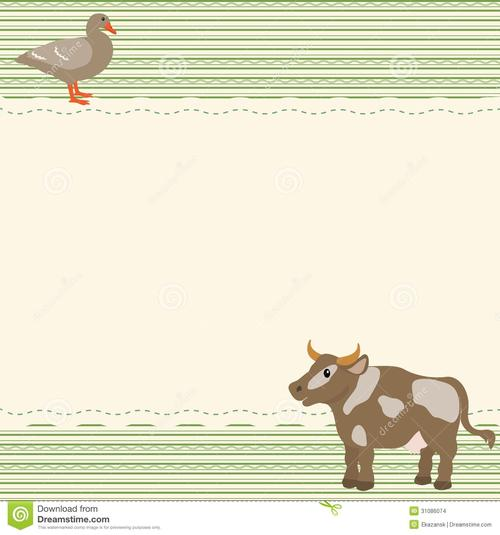 Download from
Dreamstime.com
This watermarked comp image is for previewing purposes only.
31086074
Ekazansk | Dreamstime.com